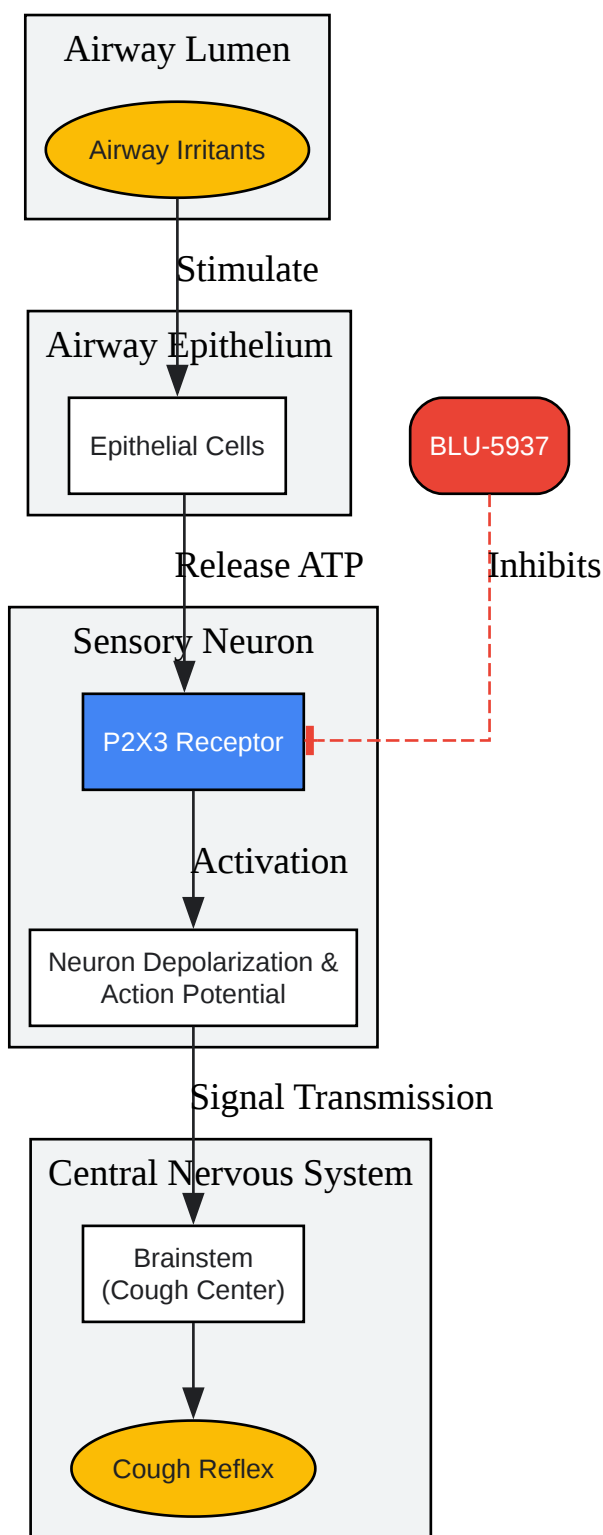 Airway Lumen
Airway Irritants
Stimulate
Airway Epithelium
Epithelial Cells
BLU-5937
Release ATP
Inhibits
Sensory Neuron
P2X3 Receptor
Activation
Neuron Depolarization &
Action Potential
Signal Transmission
Central Nervous System
Brainstem
(Cough Center)
Cough Reflex